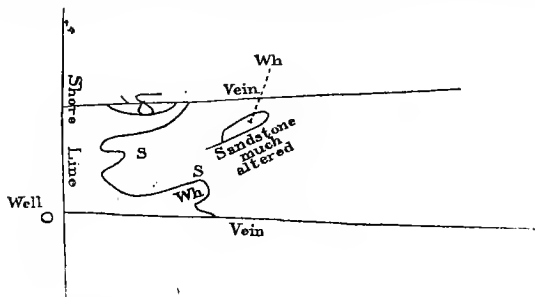 Wh
Vein
Shore Line
S
Sandstone
much
altered
S
Wh
Well
O
Vein